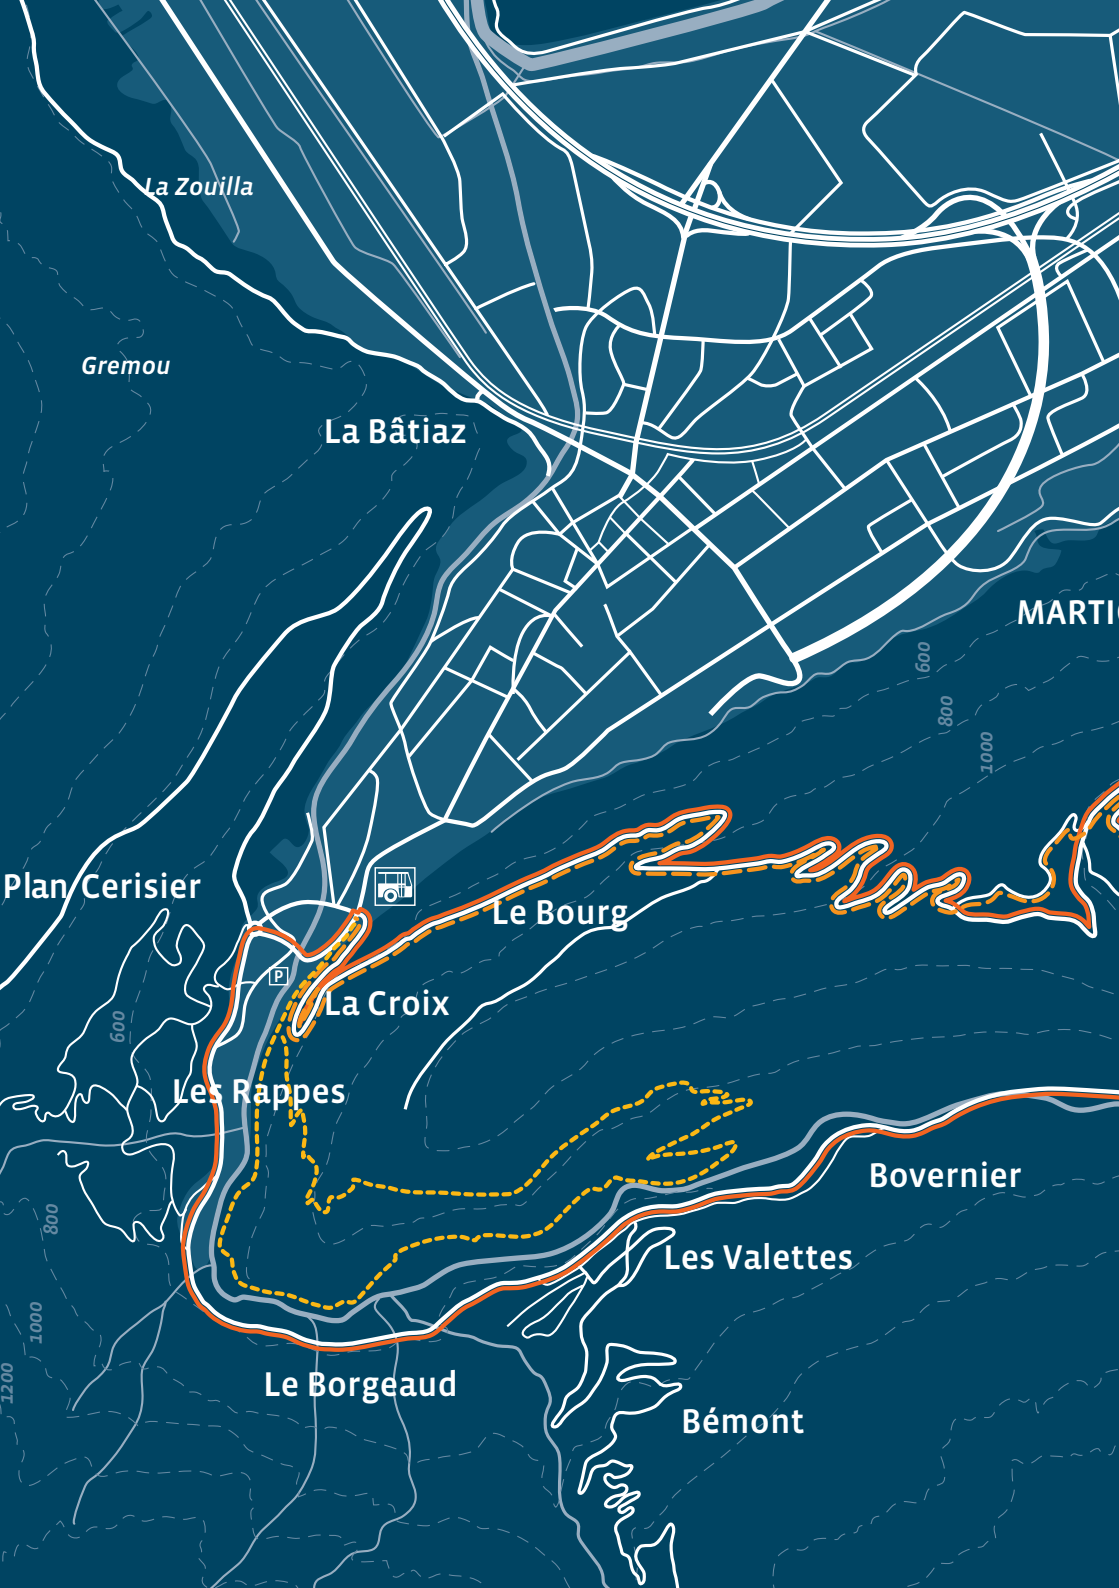 La Zouilla
Gremou
La Bâtiaz
MARTI
600
800
1000
Plan Cerisier
Le Bourg
P
La Croix
600
Les Rappes
Bovernier
800
Les Valettes
1000
1200
Le Borgeaud
Bémont